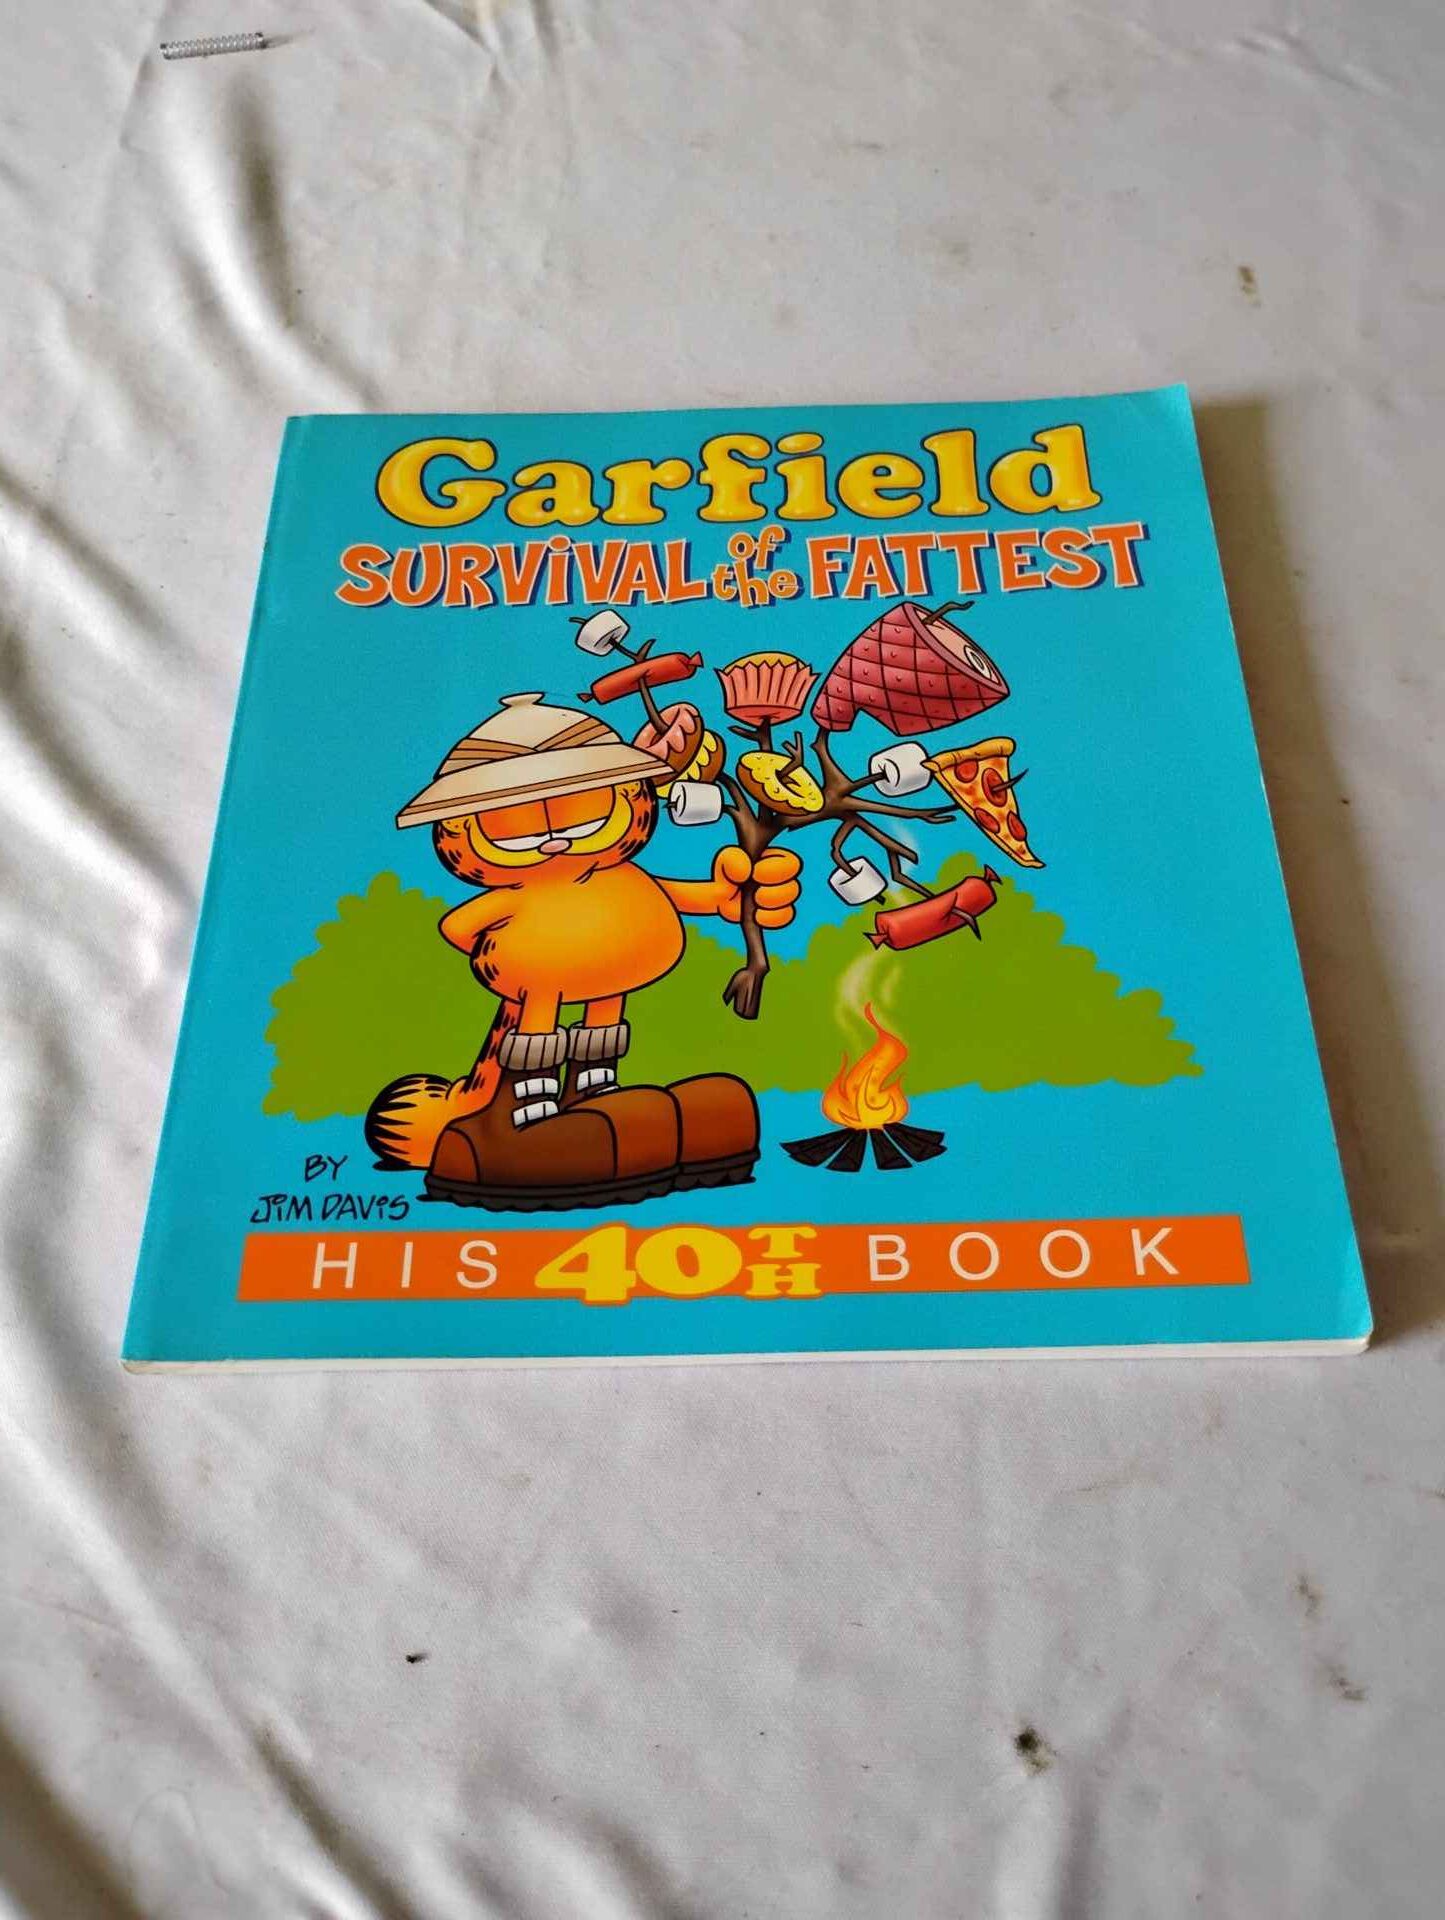 Garfield
SURViVAL of the FATTEST
BY
JiM DAViS
HIS 40TH BOOK